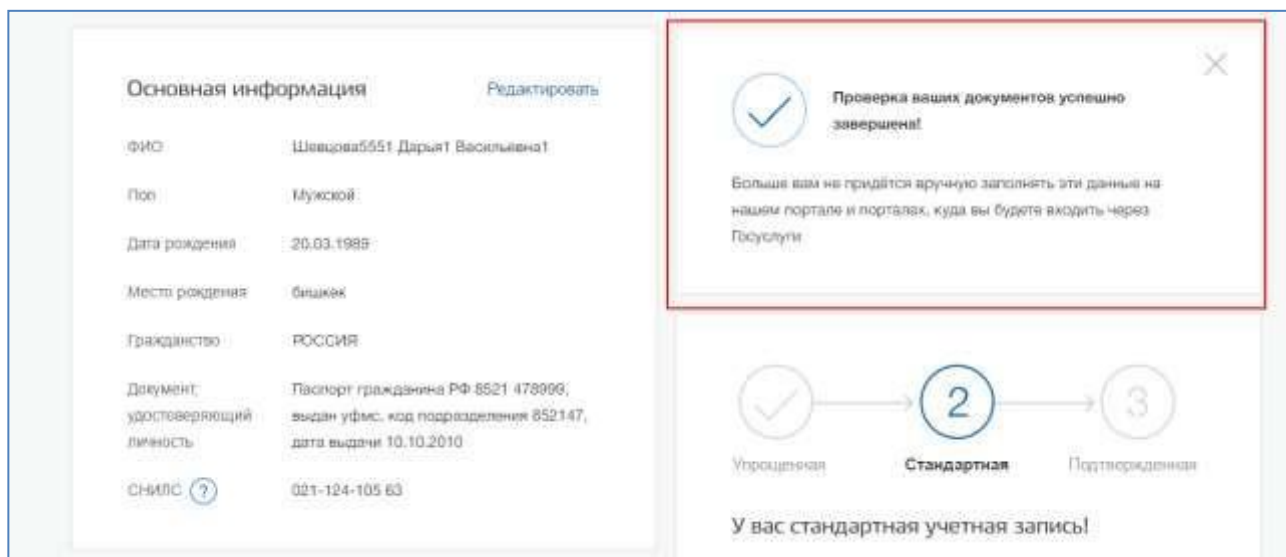 Основная информация
Редактировать
ФИО
Шевцова5551 Дарья1 Васильевна1
Пол
Мужской
Дата рождения
20.03.1989
Место рождения
бишкек
Гражданство
РОССИЯ
Документ,
удостоверяющий
личность
Паспорт гражданина РФ 8521 478999,
выдан уфмс, код подразделения 852147,
дата выдачи 10.10.2010
СНИЛС ?
021-124-105 63
Проверка ваших документов успешно
завершена!
Больше вам не придётся вручную заполнять эти данные на
нашем портале и порталах, куда вы будете входить через
Госуслуги
2
3
Упрощенная
Стандартная
Подтвержденная
У вас стандартная учетная запись!